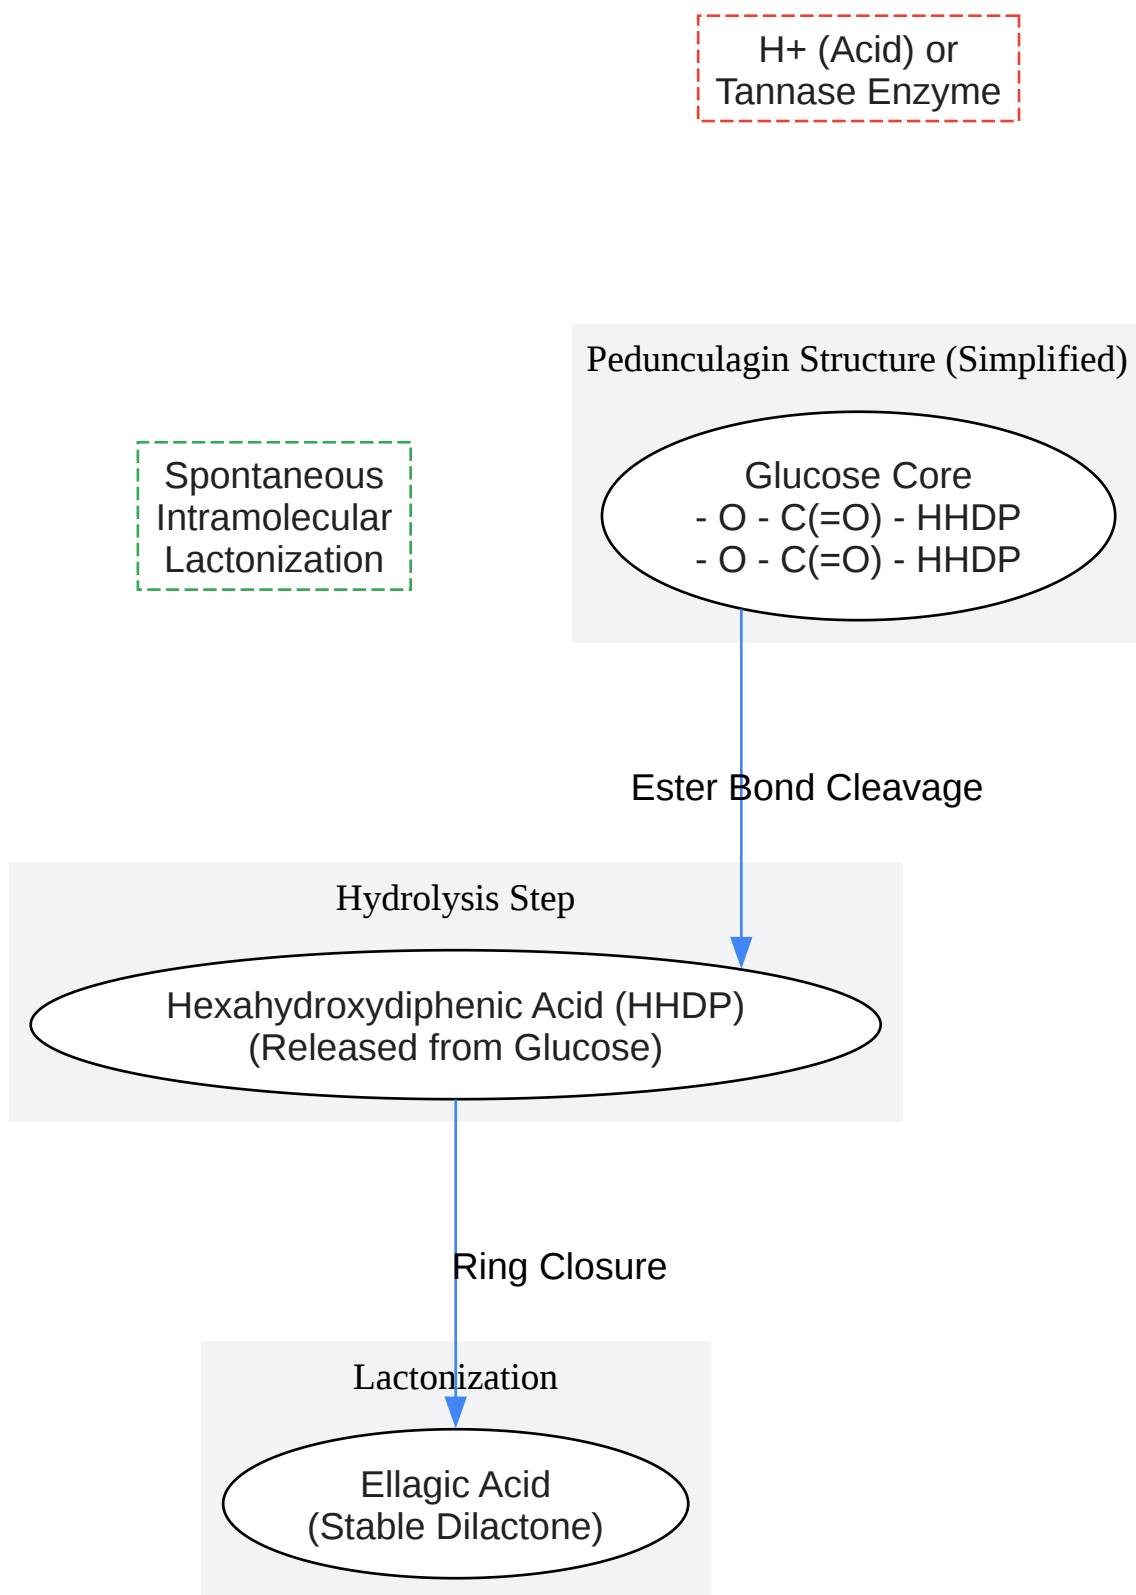 H+ (Acid) or
Tannase Enzyme
Pedunculagin Structure (Simplified)
Glucose Core
- O - C(=O) - HHDP
- O - C(=O) - HHDP
Spontaneous
Intramolecular
Lactonization
Ester Bond Cleavage
Hydrolysis Step
Hexahydroxydiphenic Acid (HHDP)
(Released from Glucose)
Ring Closure
Lactonization
Ellagic Acid
(Stable Dilactone)